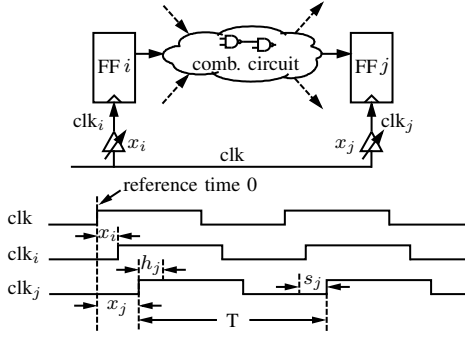 FF i
FF j
comb. circuit
clk_i
x_i
clk
x_j
clk_j
reference time 0
clk
x_i
clk_i
h_j
s_j
clk_j
x_j
T